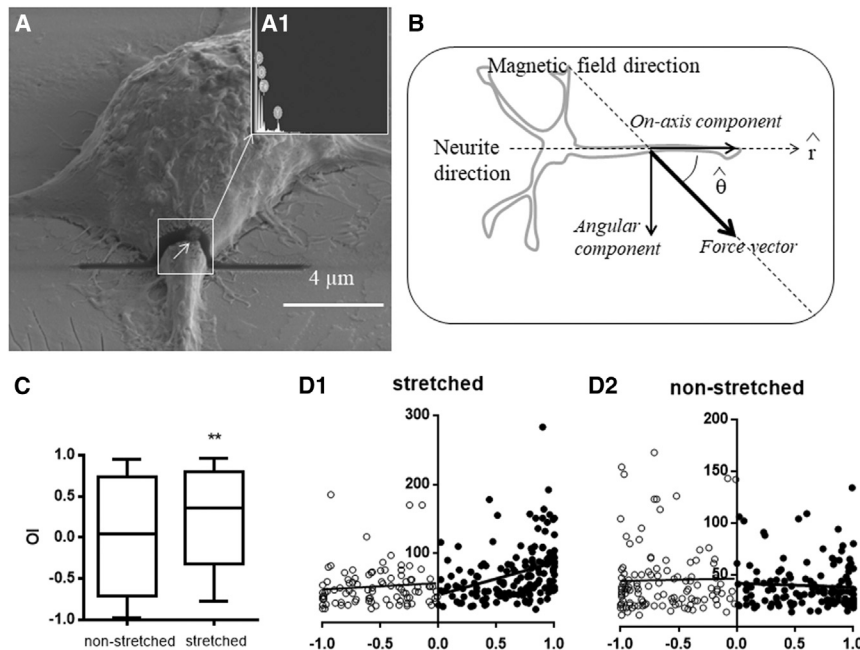 A
A1
4 μm
B
Magnetic field direction
On-axis component
Neurite
direction
^
r
^
θ
Angular
component
Force vector
C
**
OI
1.0
0.5
0.0
-0.5
-1.0
non-stretched
stretched
D1
stretched
300
200
100
-1.0
-0.5
0.0
0.5
1.0
D2
non-stretched
200
150
100
50
-1.0
-0.5
0.0
0.5
1.0